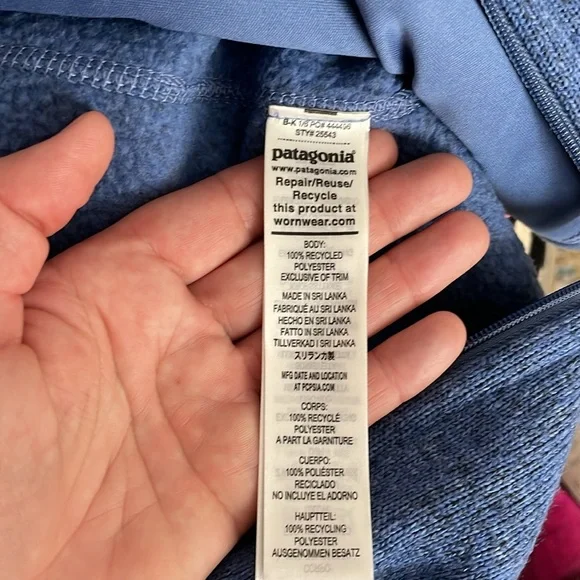 B-K 1/6 PO# 444496
STY# 25543
patagonia®
www.patagonia.com
Repair/Reuse/
Recycle
this product at
wornwear.com
BODY:
100% RECYCLED
POLYESTER
EXCLUSIVE OF TRIM
MADE IN SRI LANKA
FABRIQUÉ AU SRI LANKA
HECHO EN SRI LANKA
FATTO IN SRI LANKA
TILLVERKAD I SRI LANKA
スリランカ製
MFG DATE AND LOCATION
AT PCPSIA.COM
CORPS:
100% RECYCLÉ
POLYESTER
A PART LA GARNITURE
CUERPO:
100% POLIÉSTER
RECICLADO
NO INCLUYE EL ADORNO
HAUPTTEIL:
100% RECYCLING
POLYESTER
AUSGENOMMEN BESATZ